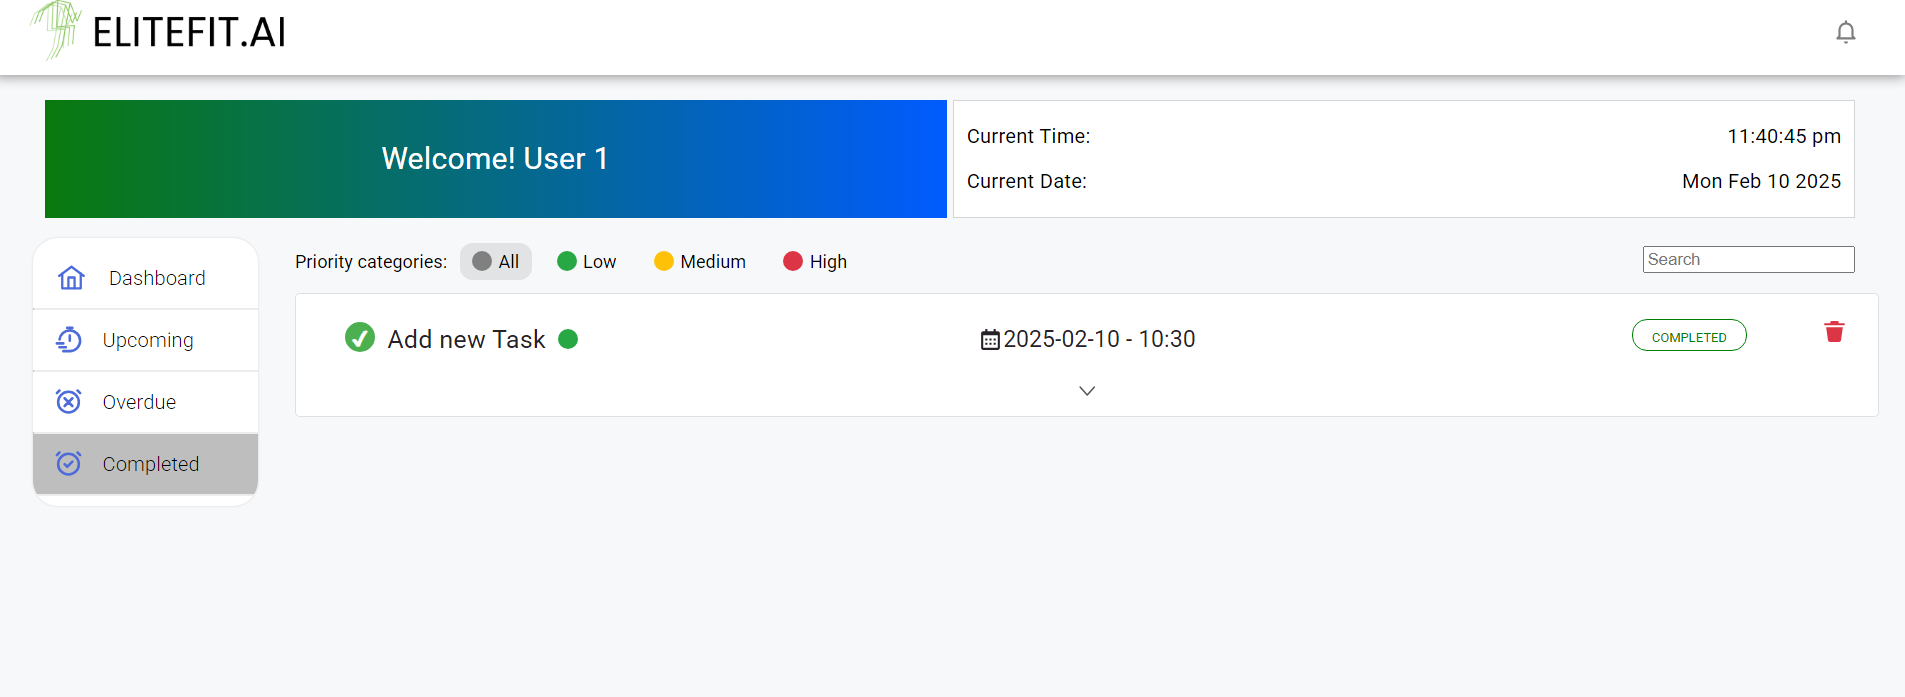 ELITEFIT.AI
Welcome! User 1
Current Time: 11:40:45 pm
Current Date: Mon Feb 10 2025
Dashboard
Upcoming
Overdue
Completed
Priority categories: All Low Medium High
Search
Add new Task 2025-02-10 - 10:30 COMPLETED